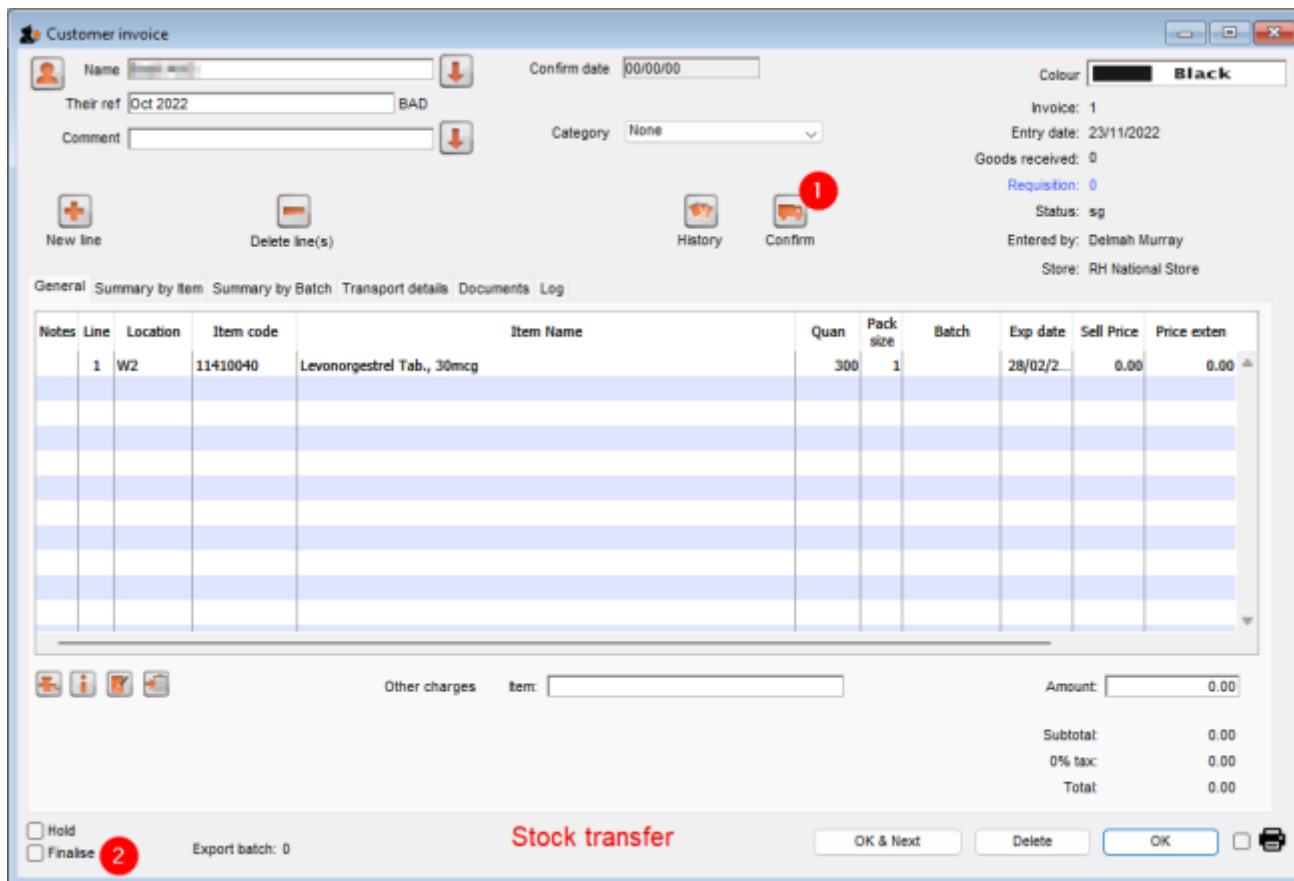 Customer invoice
Name
Confirm date 00/00/00
Colour Black
Their ref Oct 2022 BAD
Invoice: 1
Comment
Category None
Entry date: 23/11/2022
Goods received: 0
Requisition: 0
1
Status: sg
New line
Delete line(s)
History
Confirm
Entered by: Delmah Murray
Store: RH National Store
General Summary by Item Summary by Batch Transport details Documents Log
Notes Line Location Item code Item Name Quan Pack size Batch Exp date Sell Price Price exten
1 W2 11410040 Levonorgestrel Tab., 30mcg 300 1 28/02/2... 0.00 0.00
Other charges Item: Amount: 0.00
Subtotal: 0.00
0% tax: 0.00
Total: 0.00
Hold
Finalise 2
Export batch: 0
Stock transfer
OK & Next
Delete
OK